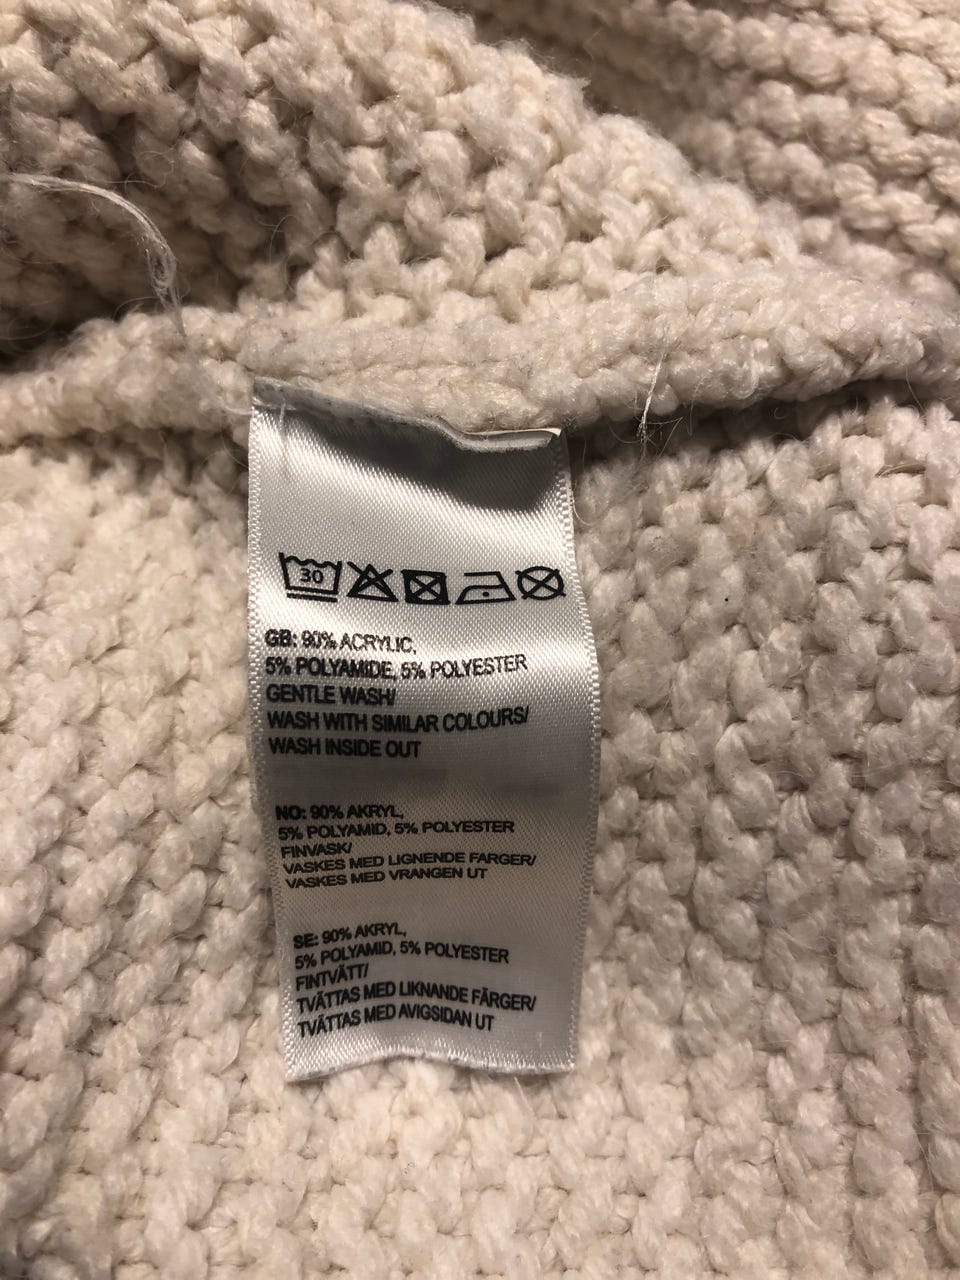 30
GB: 90% ACRYLIC,
5% POLYAMIDE, 5% POLYESTER
GENTLE WASH/
WASH WITH SIMILAR COLOURS/
WASH INSIDE OUT
NO: 90% AKRYL,
5% POLYAMID, 5% POLYESTER
FINVASK/
VASKES MED LIGNENDE FARGER/
VASKES MED VRANGEN UT
SE: 90% AKRYL,
5% POLYAMID, 5% POLYESTER
FINTVÄTT/
TVÄTTAS MED LIKNANDE FÄRGER/
TVÄTTAS MED AVIGSIDAN UT